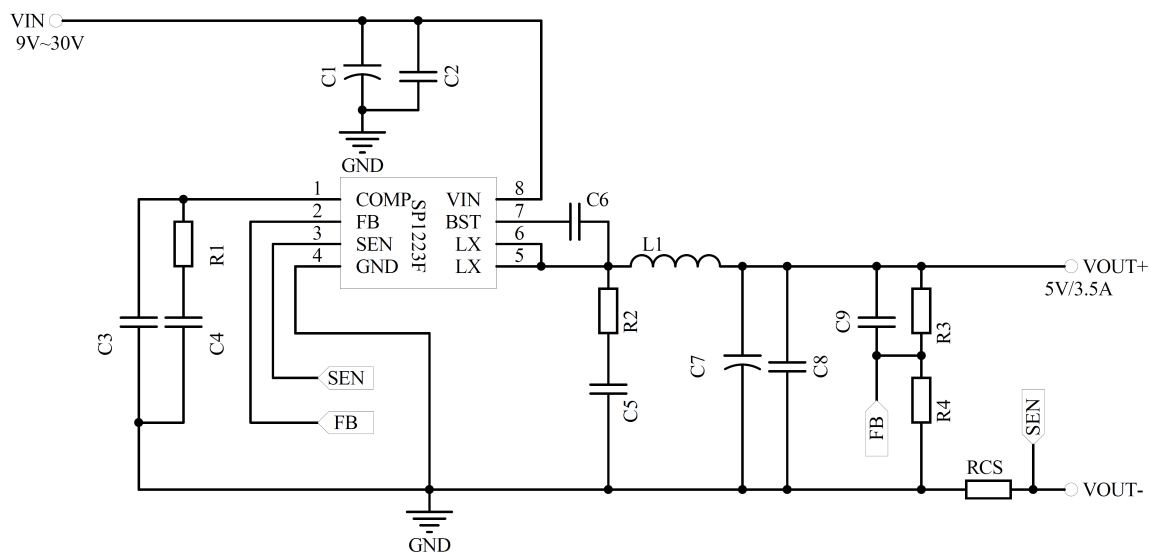 VIN
9V~30V
C1
C2
GND
1
COMP
VIN
8
2
FB
BST
7
3
SEN
LX
6
4
GND
LX
5
SP1223F
C6
L1
R1
C3
C4
SEN
FB
R2
C5
C7
C8
C9
R3
R4
FB
SEN
RCS
VOUT+
5V/3.5A
VOUT-
GND